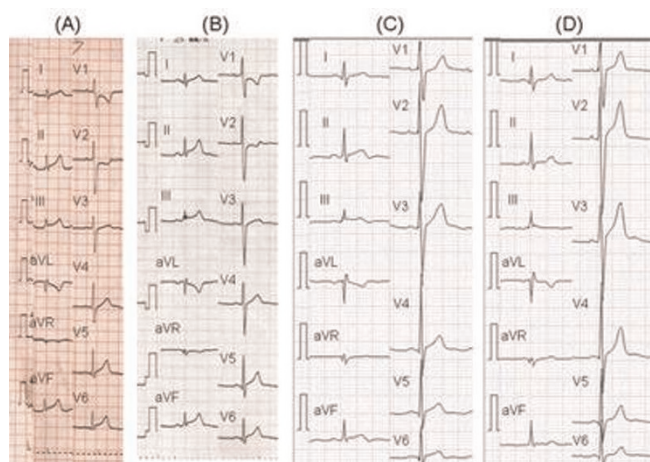 (A) (B) (C) (D)
I V1
II V2
III V3
aVL V4
aVR V5
aVF V6
I V1
II V2
III V3
aVL V4
aVR V5
aVF V6
I V1
II V2
III V3
aVL V4
aVR V5
aVF V6
I V1
II V2
III V3
aVL V4
aVR V5
aVF V6